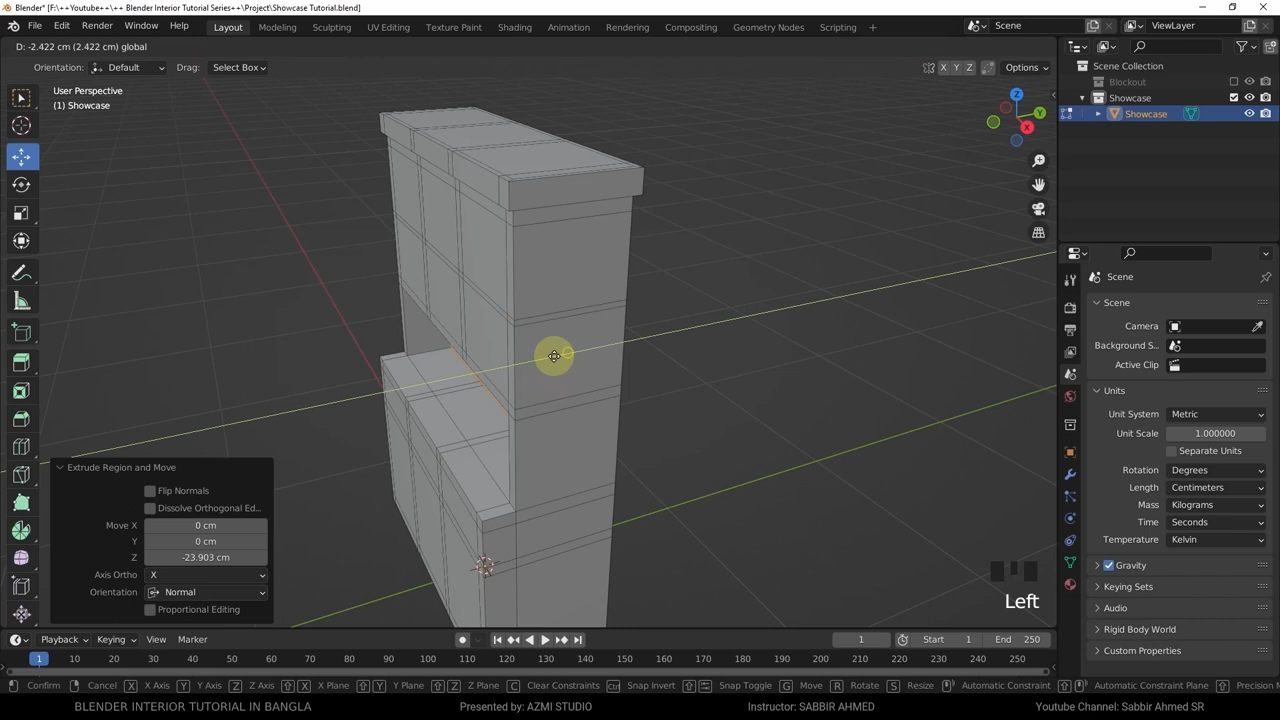 Blender* [F:\++Youtube++\++ Blender Interior Tutorial Series++\Project\Showcase Tutorial.blend]
File Edit Render Window Help Layout Modeling Sculpting UV Editing Texture Paint Shading Animation Rendering Compositing Geometry Nodes Scripting + Scene ViewLayer
D: -2.422 cm (2.422 cm) global
Orientation: Default Drag: Select Box X Y Z Options
User Perspective
(1) Showcase
Z
Y
X
Scene Collection
Blockout
Showcase
Showcase
Scene
Scene
Camera
Background S...
Active Clip
Units
Unit System Metric
Unit Scale 1.000000
Separate Units
Rotation Degrees
Length Centimeters
Mass Kilograms
Time Seconds
Temperature Kelvin
Gravity
Keying Sets
Audio
Rigid Body World
Custom Properties
Extrude Region and Move
Flip Normals
Dissolve Orthogonal Ed...
Move X 0 cm
Y 0 cm
Z -23.903 cm
Axis Ortho X
Orientation Normal
Proportional Editing
Left
Playback Keying View Marker 1 Start 1 End 250
1 10 20 30 40 50 60 70 80 90 100 110 120 130 140 150 160 170 180 190 200 210 220 230 240 250
Confirm Cancel X X Axis Y Y Axis Z Z Axis X X Plane Y Y Plane Z Z Plane C Clear Constraints Ctrl Snap Invert Snap Toggle G Move R Rotate S Resize Automatic Constraint Automatic Constraint Plane Precision
BLENDER INTERIOR TUTORIAL IN BANGLA Presented by: AZMI STUDIO Instructor: SABBIR AHMED Youtube Channel: Sabbir Ahmed SR